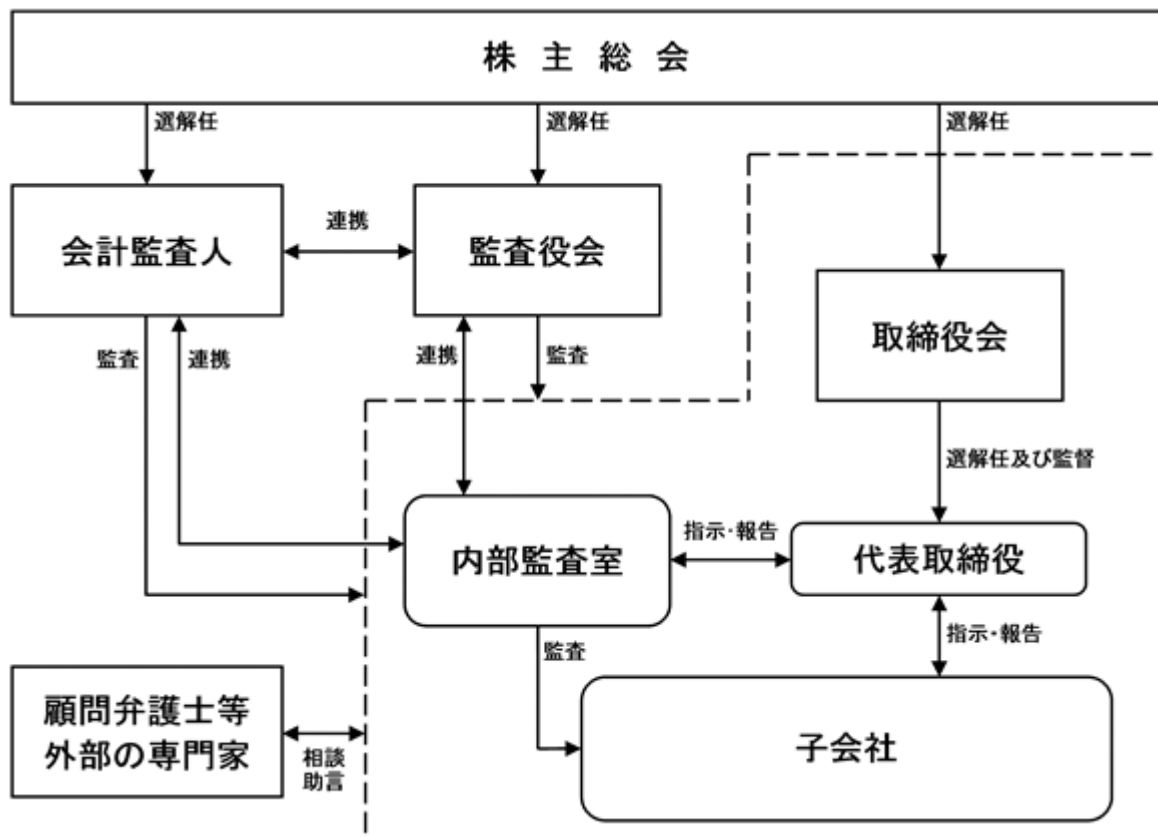 株主総会
選解任
選解任
選解任
会計監査人
連携
監査役会
取締役会
監査
連携
連携
監査
選解任及び監督
内部監査室
指示・報告
代表取締役
指示・報告
監査
顧問弁護士等
外部の専門家
相談
助言
子会社